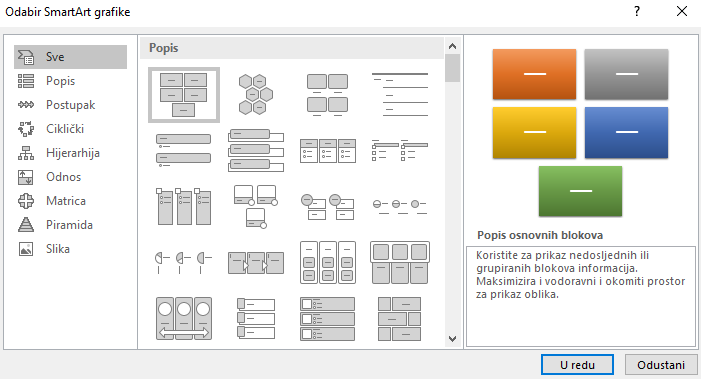 Odabir SmartArt grafike
?
Sve
Popis
Postupak
Ciklički
Hijerarhija
Odnos
Matrica
Piramida
Slika
Popis
Popis osnovnih blokova
Koristite za prikaz nedosljednih ili
grupiranih blokova informacija.
Maksimizira i vodoravni i okomiti prostor
za prikaz oblika.
U redu
Odustani